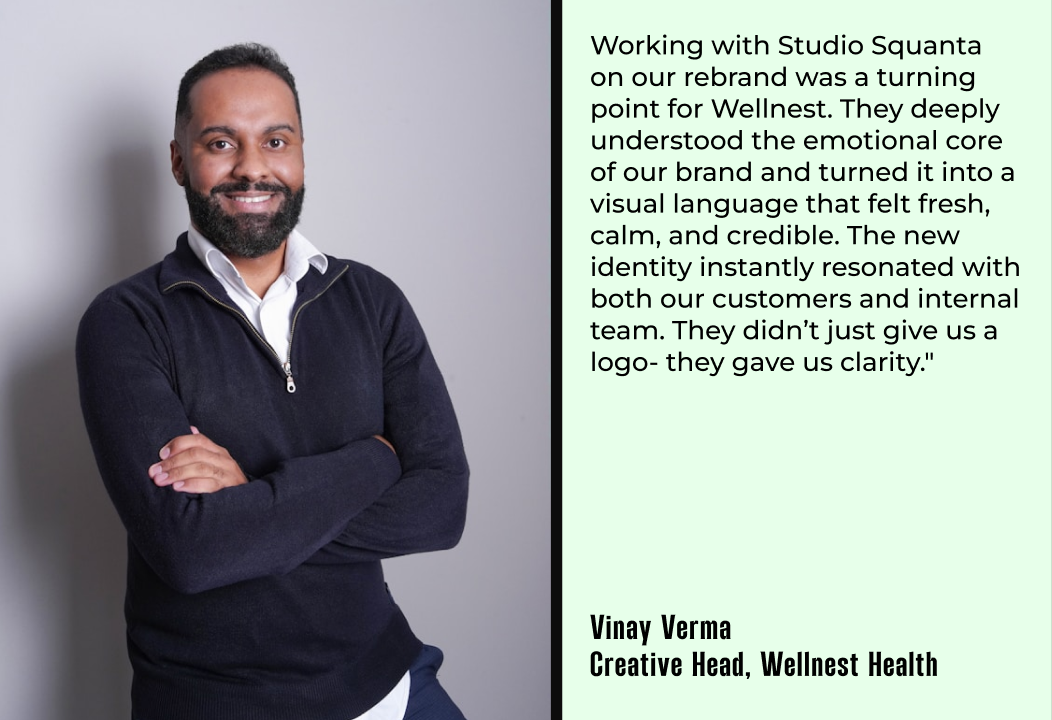 Working with Studio Squanta
on our rebrand was a turning
point for Wellnest. They deeply
understood the emotional core
of our brand and turned it into a
visual language that felt fresh,
calm, and credible. The new
identity instantly resonated with
both our customers and internal
team. They didn’t just give us a
logo- they gave us clarity."
Vinay Verma
Creative Head, Wellnest Health